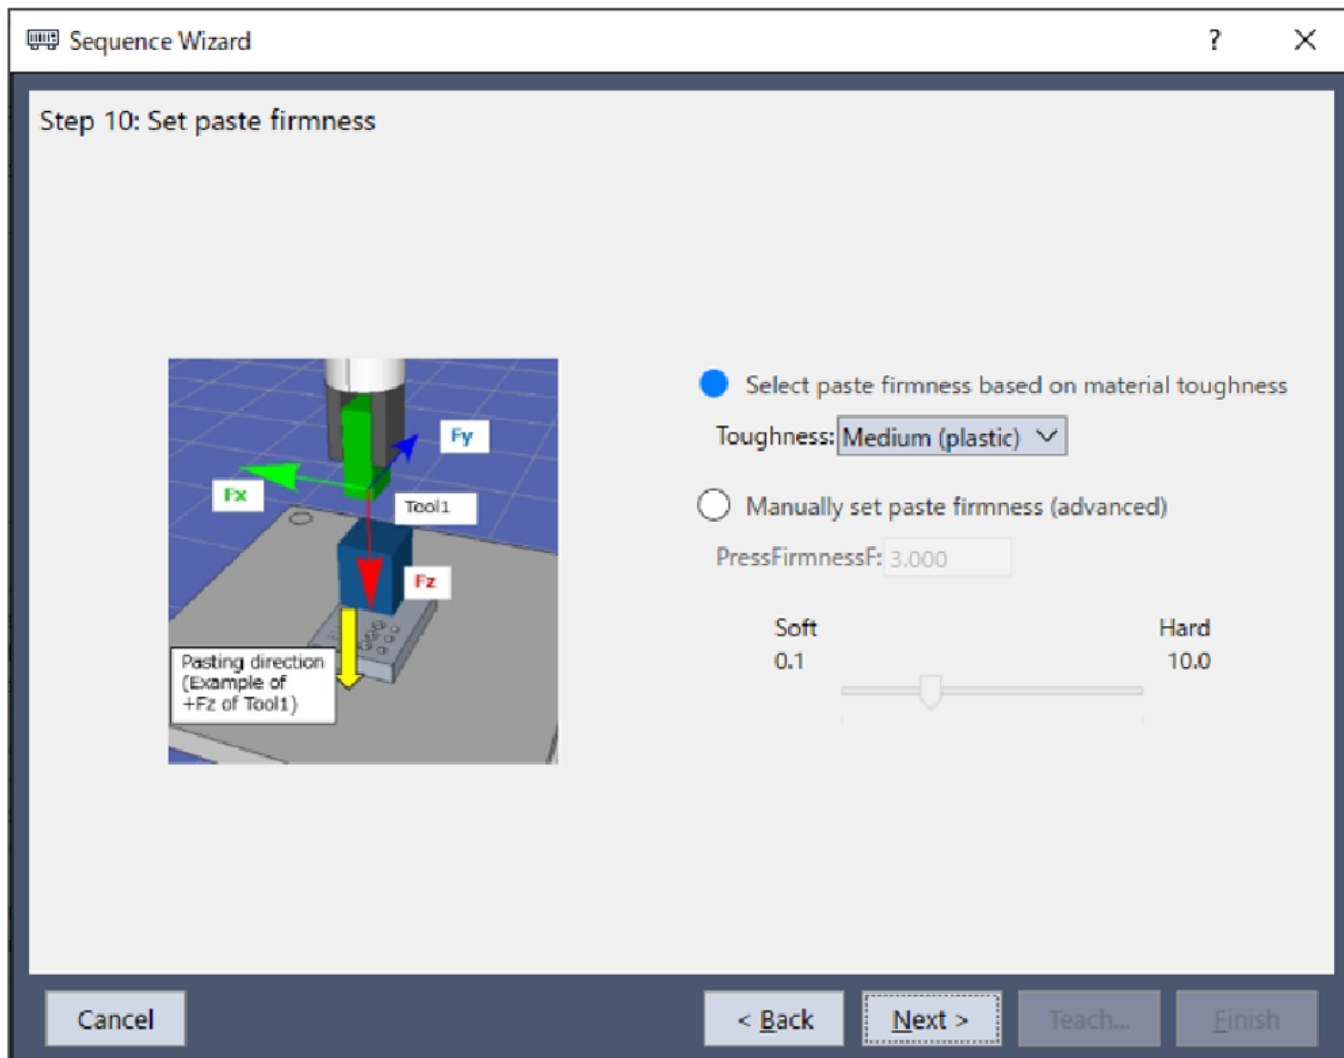 Sequence Wizard
?
Step 10: Set paste firmness
Fy
Fx
Tool1
Fz
Pasting direction
(Example of
+Fz of Tool1)
Select paste firmness based on material toughness
Toughness: Medium (plastic)
Manually set paste firmness (advanced)
PressFirmnessF: 3.000
Soft Hard
0.1 10.0
Cancel < Back Next > Teach... Finish